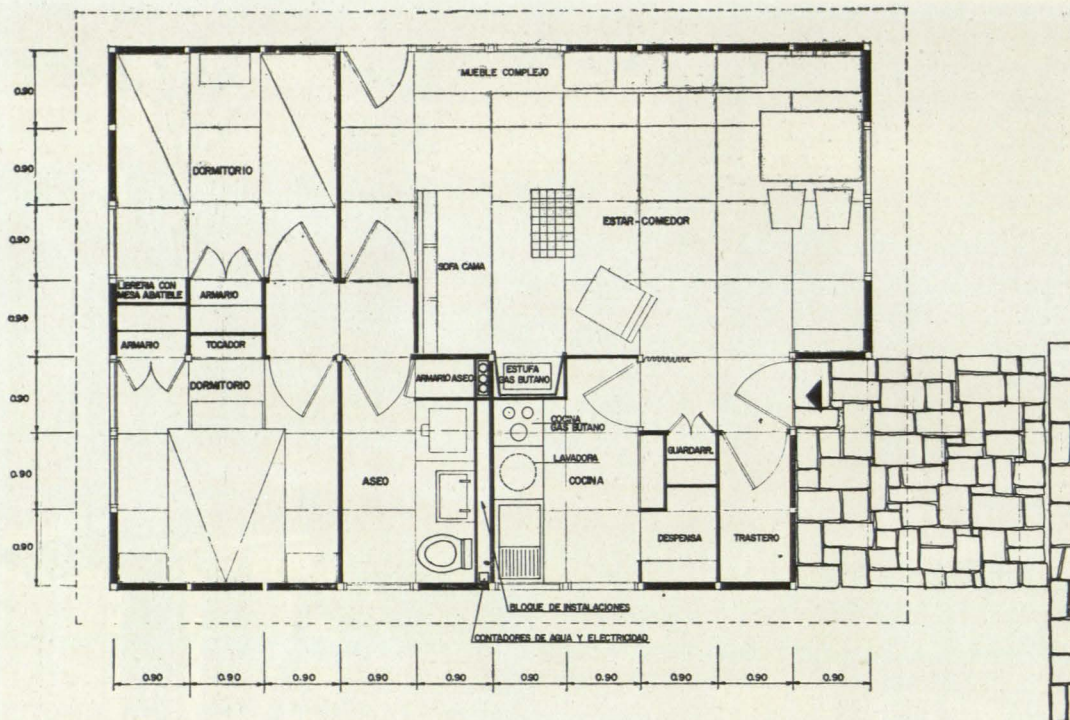 0.90
0.90
0.90
0.90
0.90
0.90
0.90
MUEBLE COMPLEJO
DORMITORIO
ESTAR-COMEDOR
SOFA CAMA
LIBRERIA CON
MESA ABATIBLE
ARMARIO
ARMARIO
TOCADOR
DORMITORIO
ARMARIO ASEO
ESTUFA
GAS BUTANO
COCINA
GAS BUTANO
LAVADORA
COCINA
GUARDARR.
ASEO
DESPENSA
TRASTERO
BLOQUE DE INSTALACIONES
CONTADORES DE AGUA Y ELECTRICIDAD
0.90
0.90
0.90
0.90
0.90
0.90
0.90
0.90
0.90
0.90